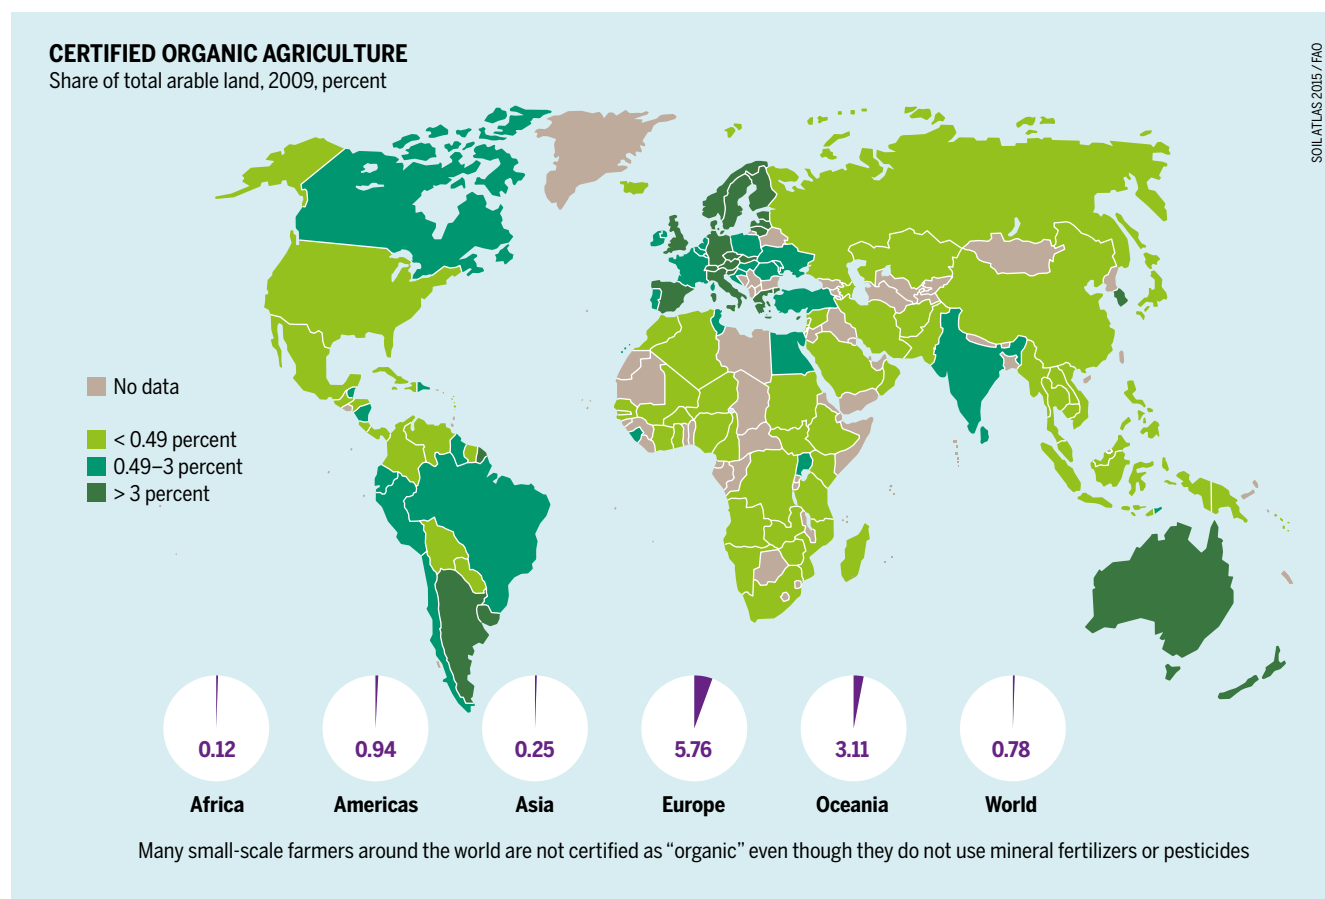 CERTIFIED ORGANIC AGRICULTURE
Share of total arable land, 2009, percent
SOIL ATLAS 2015 / FAO
No data
< 0.49 percent
0.49–3 percent
> 3 percent
0.12
0.94
0.25
5.76
3.11
0.78
Africa
Americas
Asia
Europe
Oceania
World
Many small-scale farmers around the world are not certified as “organic” even though they do not use mineral fertilizers or pesticides